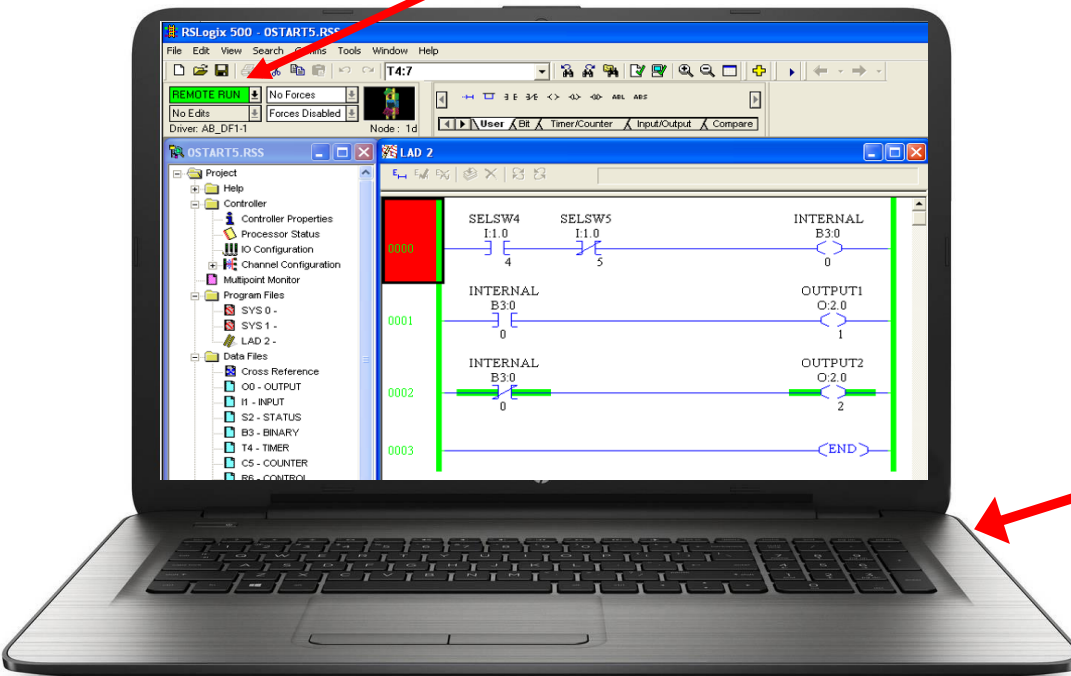 RSLogix 500 - 0START5.RSS
File Edit View Search Comms Tools Window Help
T4:7
REMOTE RUN No Forces
No Edits Forces Disabled
Driver: AB_DF1-1 Node : 1d
ABL ABS
User Bit Timer/Counter Input/Output Compare
0START5.RSS
LAD 2
Project
Help
Controller
Controller Properties
Processor Status
IO Configuration
Channel Configuration
Multipoint Monitor
Program Files
SYS 0 -
SYS 1 -
LAD 2 -
Data Files
Cross Reference
O0 - OUTPUT
I1 - INPUT
S2 - STATUS
B3 - BINARY
T4 - TIMER
C5 - COUNTER
R6 - CONTROL
SELSW4 SELSW5 INTERNAL
I:1.0 I:1.0 B3:0
0000
4 5 0
INTERNAL OUTPUT1
B3:0 O:2.0
0001
0 1
INTERNAL OUTPUT2
B3:0 O:2.0
0002
0 2
0003 END